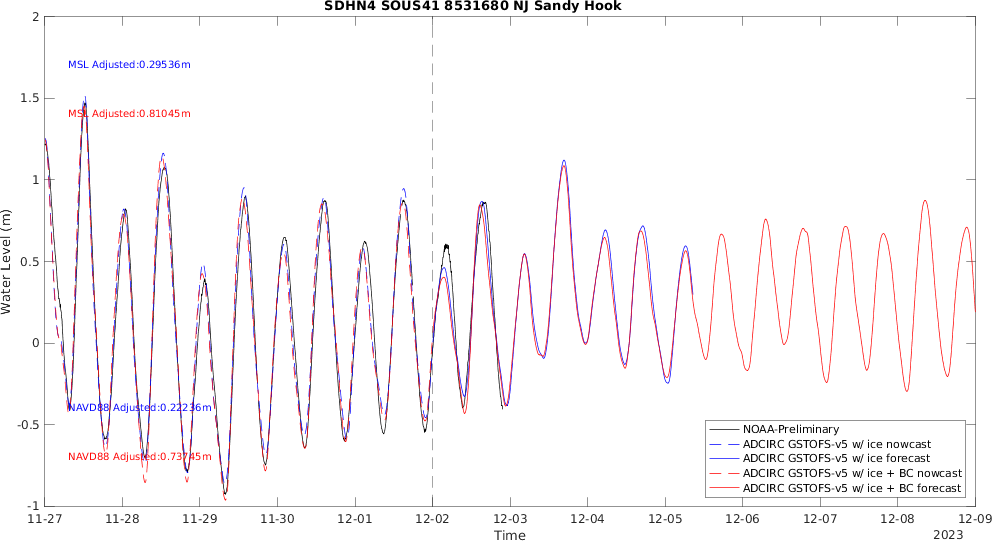 SDHN4 SOUS41 8531680 NJ Sandy Hook
MSL Adjusted:0.29536m
MSL Adjusted:0.81045m
NAVD88 Adjusted:0.22236m
NAVD88 Adjusted:0.73745m
Water Level (m)
2
1.5
1
0.5
0
-0.5
-1
NOAA-Preliminary
ADCIRC GSTOFS-v5 w/ ice nowcast
ADCIRC GSTOFS-v5 w/ ice forecast
ADCIRC GSTOFS-v5 w/ ice + BC nowcast
ADCIRC GSTOFS-v5 w/ ice + BC forecast
11-27 11-28 11-29 11-30 12-01 12-02 12-03 12-04 12-05 12-06 12-07 12-08 12-09
Time
2023